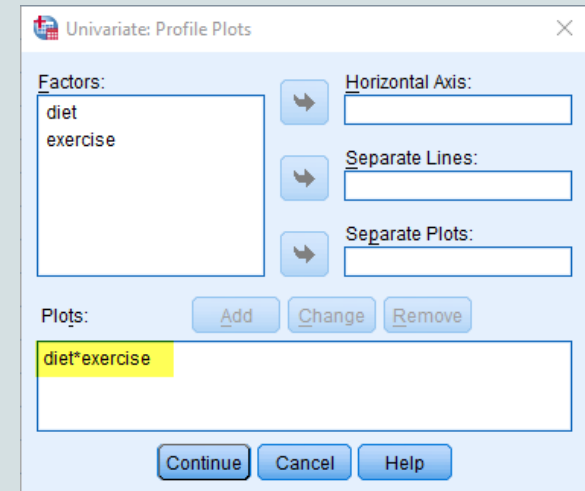 Univariate: Profile Plots
Factors:
diet
exercise
Horizontal Axis:
Separate Lines:
Separate Plots:
Plots:
Add Change Remove
diet*exercise
Continue Cancel Help